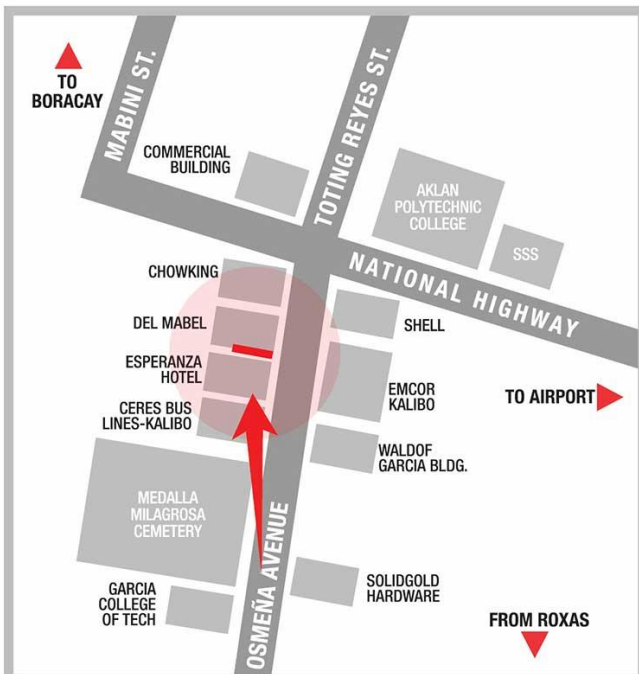 TO
BORACAY
MABINI ST.
TOTING REYES ST.
COMMERCIAL
BUILDING
AKLAN
POLYTECHNIC
COLLEGE
SSS
NATIONAL HIGHWAY
CHOWKING
DEL MABEL
SHELL
ESPERANZA
HOTEL
EMCOR
KALIBO
TO AIRPORT
CERES BUS
LINES-KALIBO
WALDOF
GARCIA BLDG.
MEDALLA
MILAGROSA
CEMETERY
OSMEÑA AVENUE
GARCIA
COLLEGE
OF TECH
SOLIDGOLD
HARDWARE
FROM ROXAS